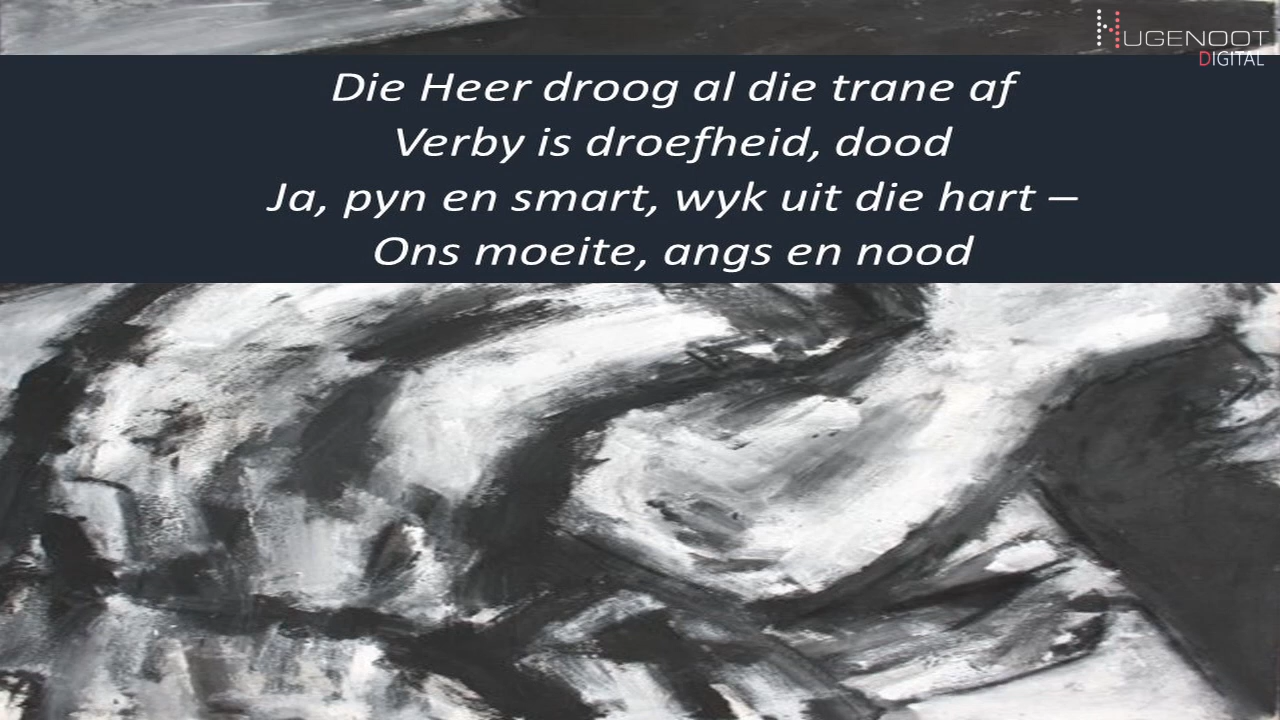 HUGENOOT
DIGITAL
Die Heer droog al die trane af
Verby is droefheid, dood
Ja, pyn en smart, wyk uit die hart –
Ons moeite, angs en nood